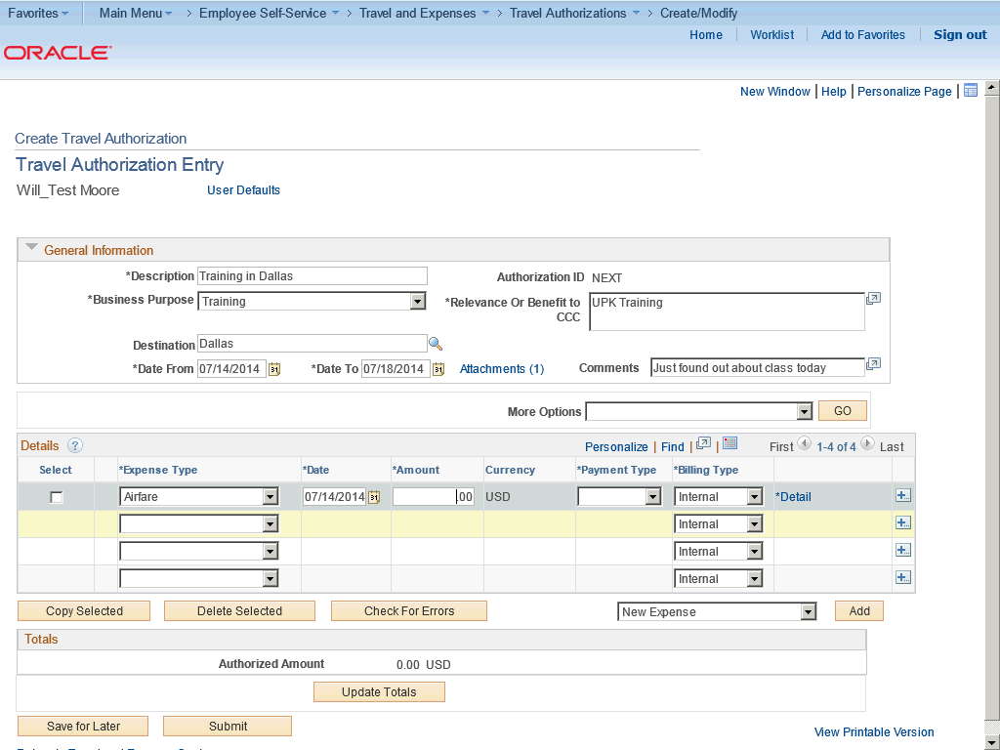 Favorites Main Menu > Employee Self-Service > Travel and Expenses > Travel Authorizations > Create/Modify
Home Worklist Add to Favorites Sign out
ORACLE
New Window | Help | Personalize Page |
Create Travel Authorization
Travel Authorization Entry
Will_Test Moore User Defaults
General Information
*Description Training in Dallas Authorization ID NEXT
*Business Purpose Training *Relevance Or Benefit to CCC UPK Training
Destination Dallas
*Date From 07/14/2014 *Date To 07/18/2014 Attachments (1) Comments Just found out about class today
More Options GO
Details Personalize | Find | | First 1-4 of 4 Last
Select *Expense Type *Date *Amount Currency *Payment Type *Billing Type
Airfare 07/14/2014 .00 USD Internal *Detail
Internal
Internal
Internal
Copy Selected Delete Selected Check For Errors New Expense Add
Totals
Authorized Amount 0.00 USD
Update Totals
Save for Later Submit
View Printable Version